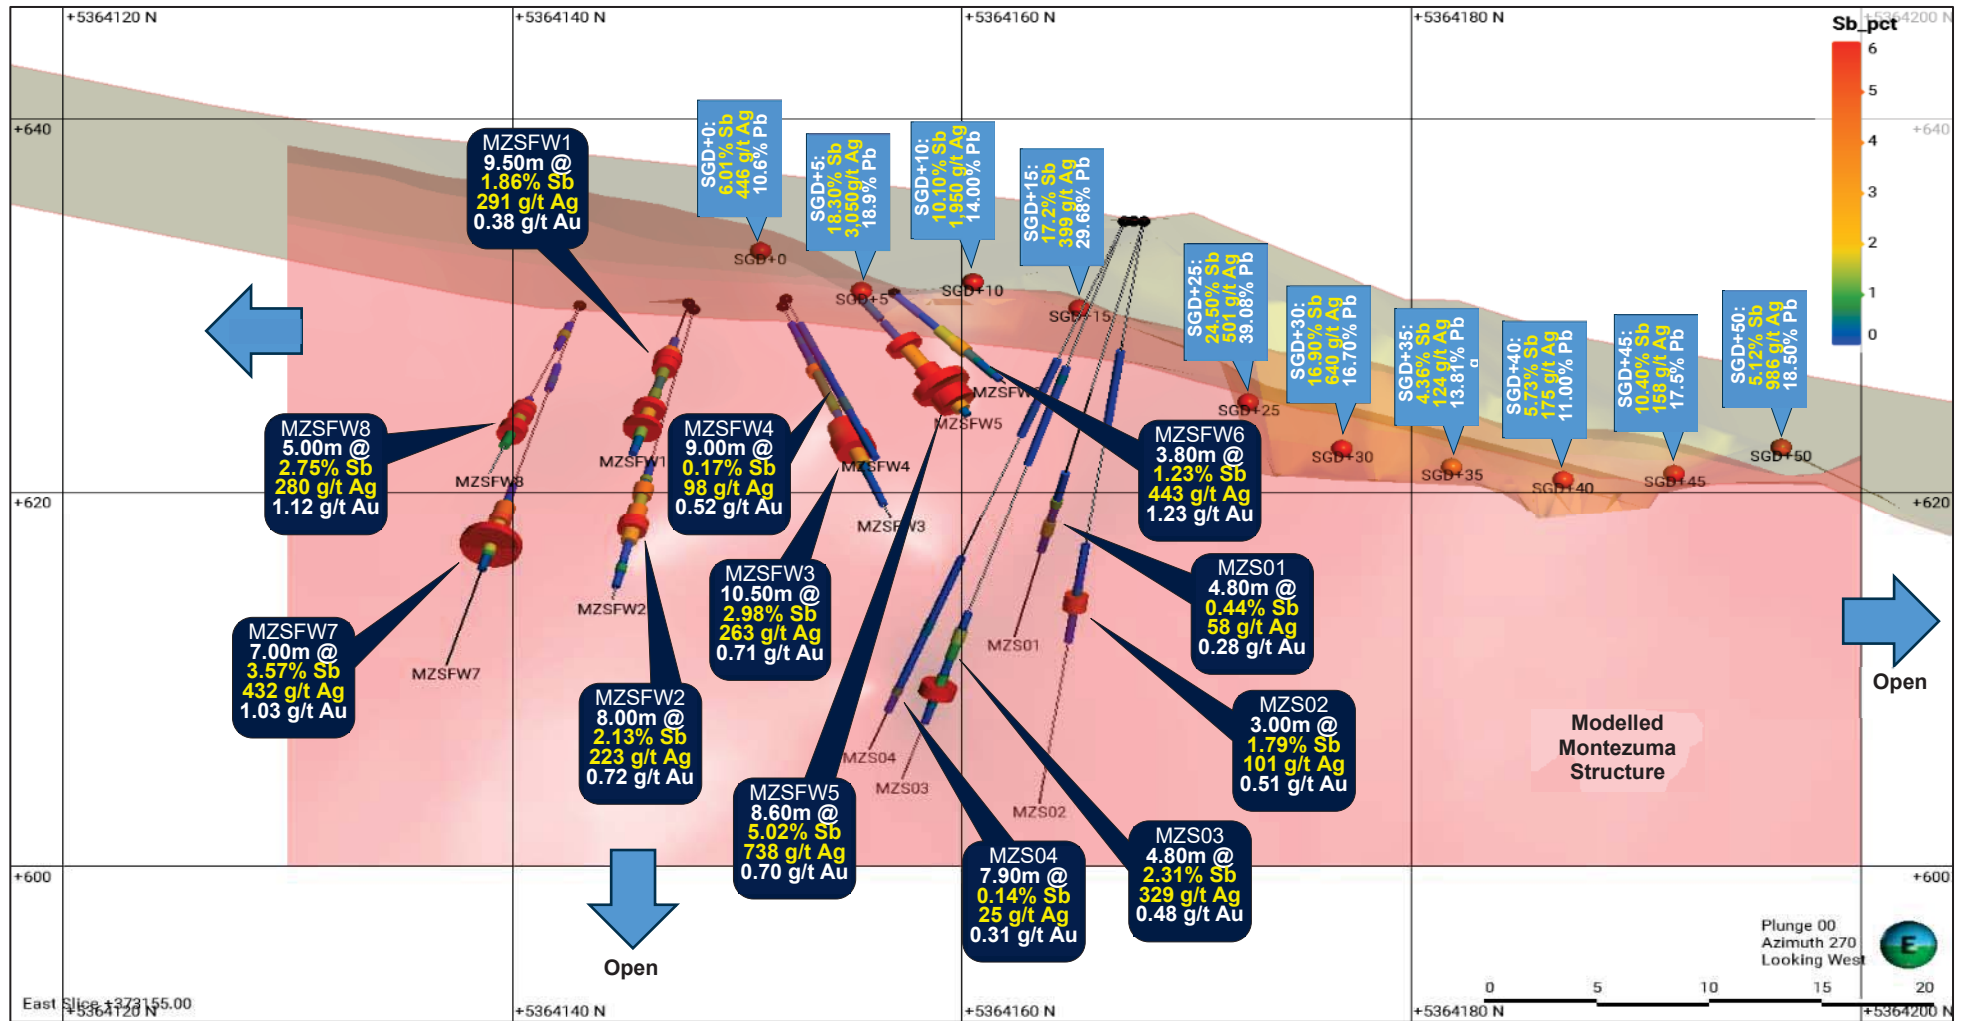 +5364120 N
+5364140 N
+5364160 N
+5364180 N
+5364200 N
Sb_pct
6
5
4
3
2
1
0
+640
+640
MZSFW1
9.50m @
1.86% Sb
291 g/t Ag
0.38 g/t Au
SGD+0:
6.01% Sb
446 g/t Ag
10.6% Pb
SGD+5:
18.30% Sb
3,050g/t Ag
18.9% Pb
SGD+10:
10.10% Sb
1,950 g/t Ag
14.00% Pb
SGD+15:
17.2% Sb
399 g/t Ag
29.68% Pb
SGD+25:
24.50% Sb
501 g/t Ag
39.08% Pb
SGD+30:
16.90% Sb
640 g/t Ag
16.70% Pb
SGD+35:
4.36% Sb
124 g/t Ag
13.81% Pb
g
SGD+40:
5.73% Sb
175 g/t Ag
11.00% Pb
SGD+45:
10.40% Sb
158 g/t Ag
17.5% Pb
SGD+50:
5.12% Sb
986 g/t Ag
18.50% Pb
SGD+0
SGD+5
SGD+10
SGD+15
SGD+25
SGD+30
SGD+35
SGD+40
SGD+45
SGD+50
MZSFW8
5.00m @
2.75% Sb
280 g/t Ag
1.12 g/t Au
MZSFW4
9.00m @
0.17% Sb
98 g/t Ag
0.52 g/t Au
MZSFW6
3.80m @
1.23% Sb
443 g/t Ag
1.23 g/t Au
MZSFW
MZSFW5
MZSFW1
MZSFW4
MZSFW8
MZSFW3
+620
+620
MZSFW7
7.00m @
3.57% Sb
432 g/t Ag
1.03 g/t Au
MZSFW3
10.50m @
2.98% Sb
263 g/t Ag
0.71 g/t Au
MZS01
4.80m @
0.44% Sb
58 g/t Ag
0.28 g/t Au
MZSFW2
MZS01
MZSFW7
Open
MZSFW2
8.00m @
2.13% Sb
223 g/t Ag
0.72 g/t Au
MZS02
3.00m @
1.79% Sb
101 g/t Ag
0.51 g/t Au
Modelled
Montezuma
Structure
MZS04
MZS03
MZS02
MZSFW5
8.60m @
5.02% Sb
738 g/t Ag
0.70 g/t Au
MZS04
7.90m @
0.14% Sb
25 g/t Ag
0.31 g/t Au
MZS03
4.80m @
2.31% Sb
329 g/t Ag
0.48 g/t Au
+600
+600
Open
Plunge 00
Azimuth 270
Looking West
E
0
5
10
15
20
East Slice +373155.00
+5364120 N
+5364140 N
+5364160 N
+5364180 N
+5364200 N